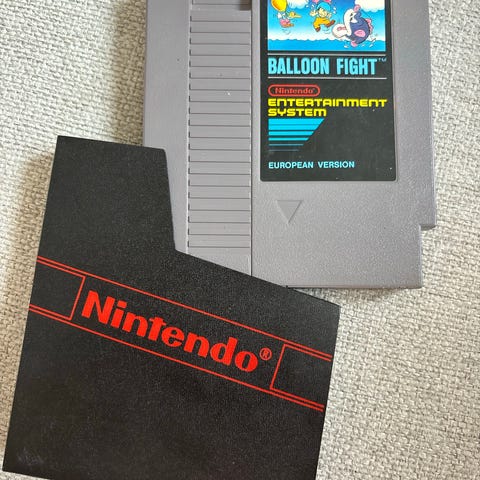 BALLOON FIGHT™
Nintendo
ENTERTAINMENT
SYSTEM
EUROPEAN VERSION
Nintendo®